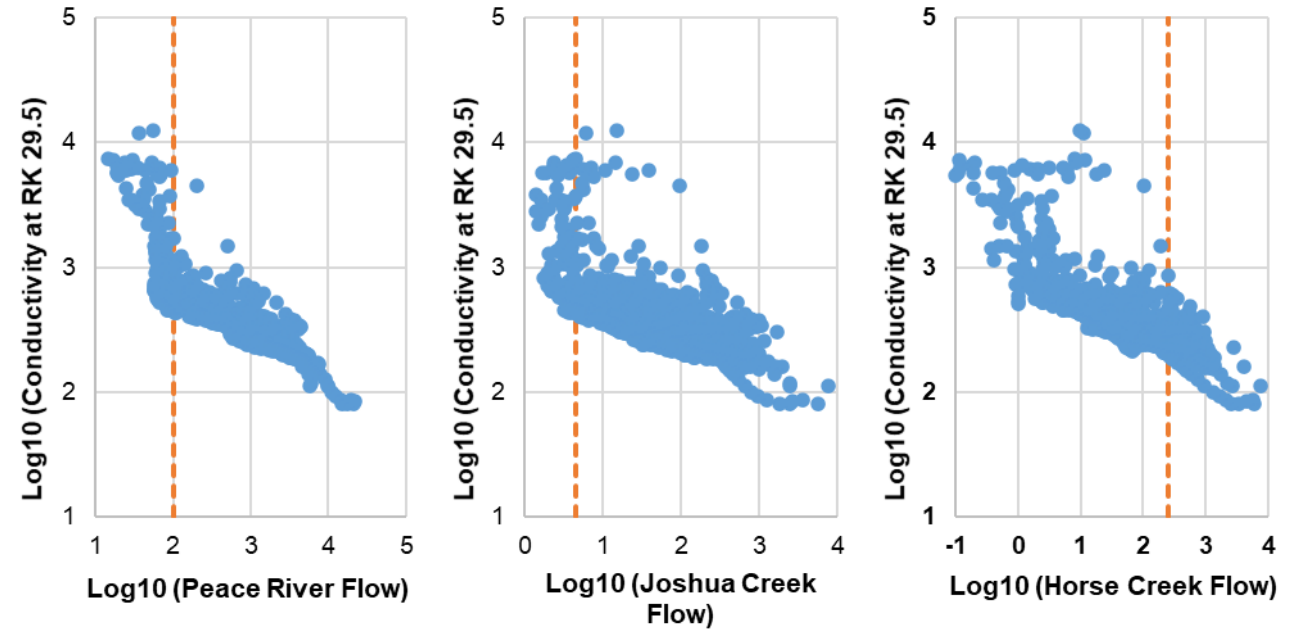 Log10 (Conductivity at RK 29.5)
5
4
3
2
1
1 2 3 4 5
Log10 (Peace River Flow)
Log10 (Conductivity at RK 29.5)
5
4
3
2
1
0 1 2 3 4
Log10 (Joshua Creek
Flow)
Log10 (Conductivity at RK 29.5)
5
4
3
2
1
-1 0 1 2 3 4
Log10 (Horse Creek Flow)